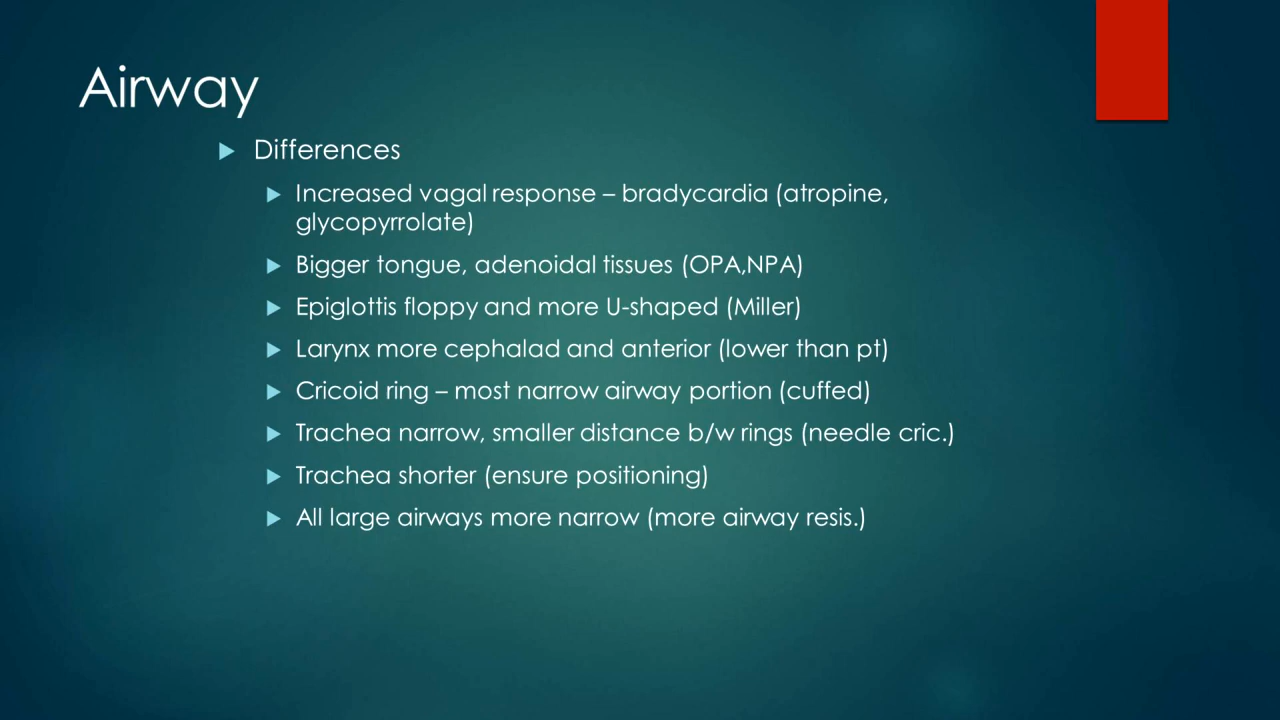 Airway
Differences
Increased vagal response – bradycardia (atropine,
glycopyrrolate)
Bigger tongue, adenoidal tissues (OPA,NPA)
Epiglottis floppy and more U-shaped (Miller)
Larynx more cephalad and anterior (lower than pt)
Cricoid ring – most narrow airway portion (cuffed)
Trachea narrow, smaller distance b/w rings (needle cric.)
Trachea shorter (ensure positioning)
All large airways more narrow (more airway resis.)